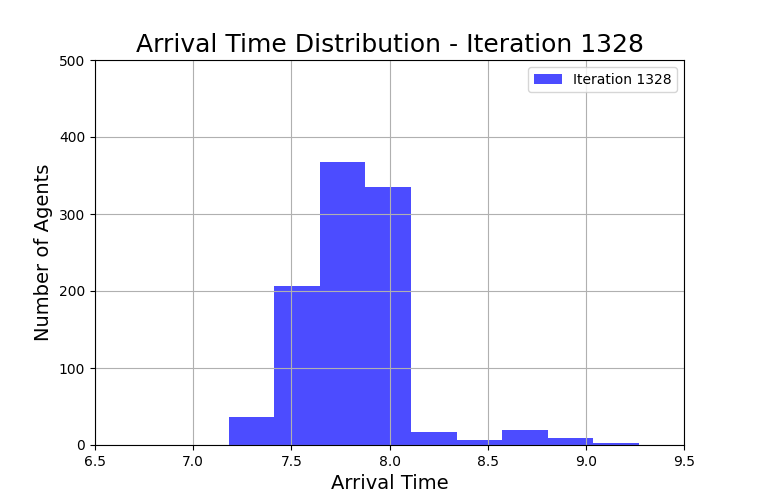 Arrival Time Distribution - Iteration 1328
Iteration 1328
Number of Agents
500
400
300
200
100
0
6.5 7.0 7.5 8.0 8.5 9.0 9.5
Arrival Time